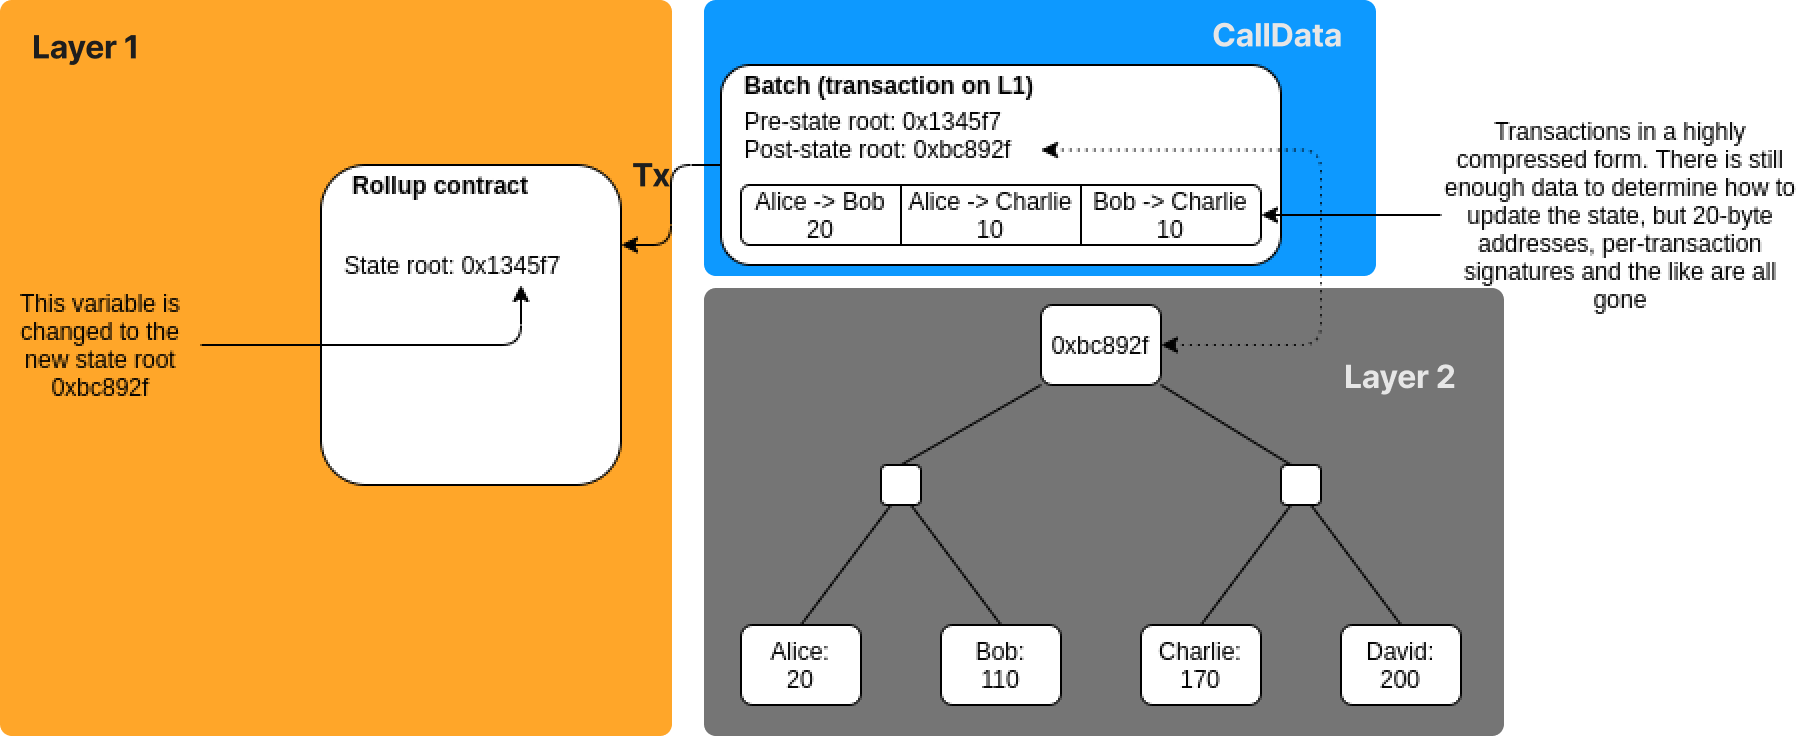 Layer 1
This variable is
changed to the
new state root
0xbc892f
Rollup contract
State root: 0x1345f7
Tx
CallData
Batch (transaction on L1)
Pre-state root: 0x1345f7
Post-state root: 0xbc892f
Alice -> Bob
20
Alice -> Charlie
10
Bob -> Charlie
10
Transactions in a highly
compressed form. There is still
enough data to determine how to
update the state, but 20-byte
addresses, per-transaction
signatures and the like are all
gone
Layer 2
0xbc892f
Alice:
20
Bob:
110
Charlie:
170
David:
200